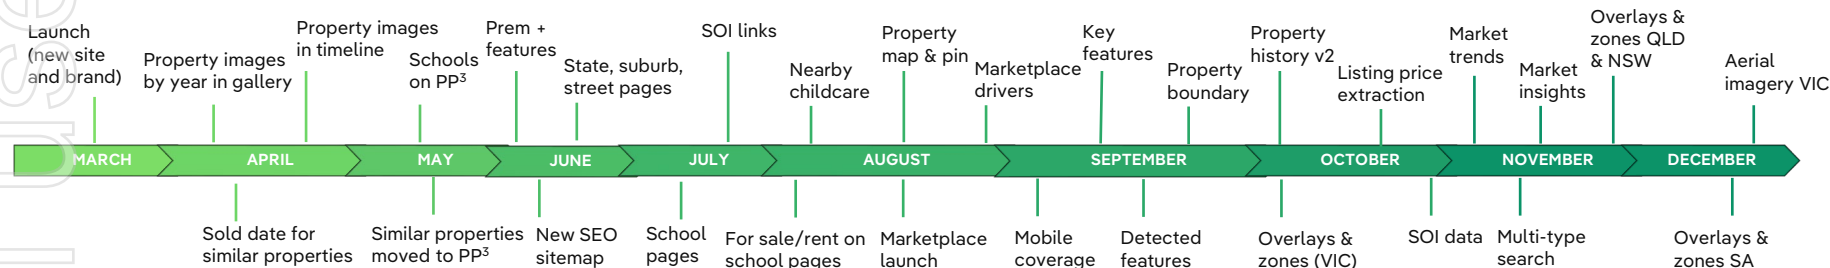 Launch
(new site
and brand)
Property images
by year in gallery
Property images
in timeline
Schools
on PP³
Prem +
features
State, suburb,
street pages
SOI links
Nearby
childcare
Property
map & pin
Marketplace
drivers
Key
features
Property
boundary
Property
history v2
Listing price
extraction
Market
trends
Market
insights
Overlays &
zones QLD
& NSW
Aerial
imagery VIC
MARCH
APRIL
MAY
JUNE
JULY
AUGUST
SEPTEMBER
OCTOBER
NOVEMBER
DECEMBER
Sold date for
similar properties
Similar properties
moved to PP³
New SEO
sitemap
School
pages
For sale/rent on
school pages
Marketplace
launch
Mobile
coverage
Detected
features
Overlays &
zones (VIC)
SOI data
Multi-type
search
Overlays &
zones SA